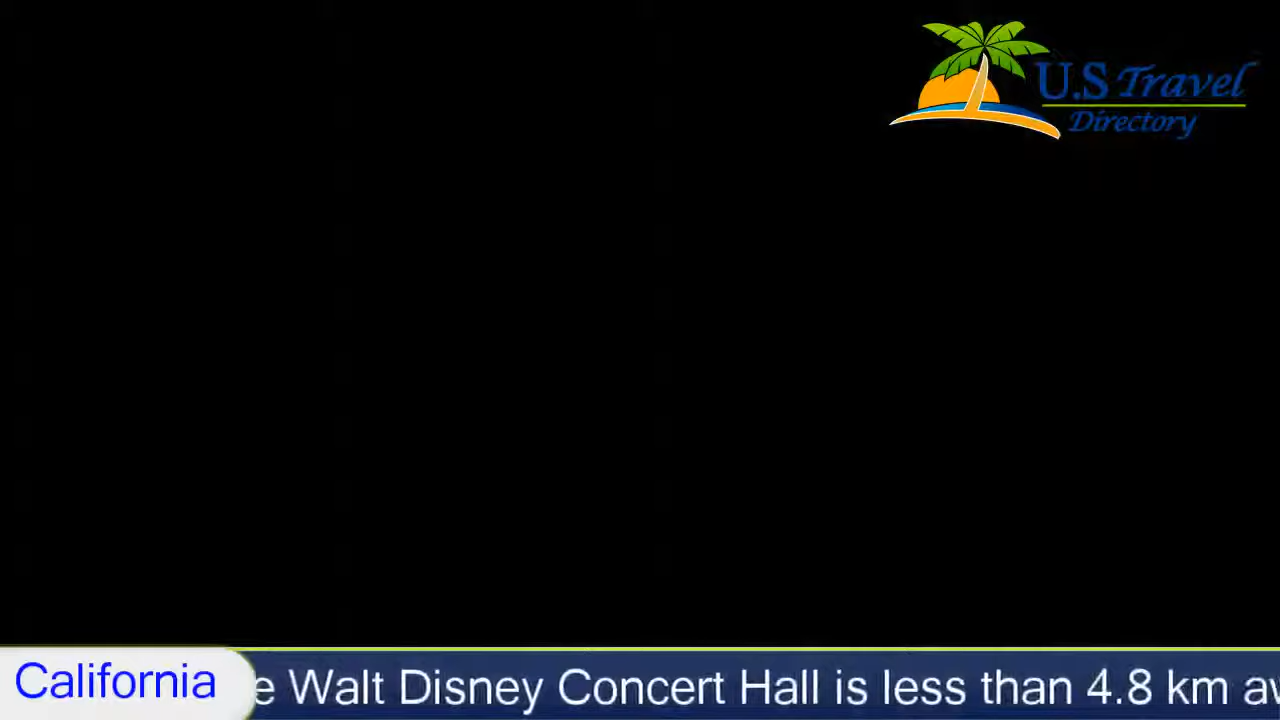 U.S Travel
Directory
California
e Walt Disney Concert Hall is less than 4.8 km av